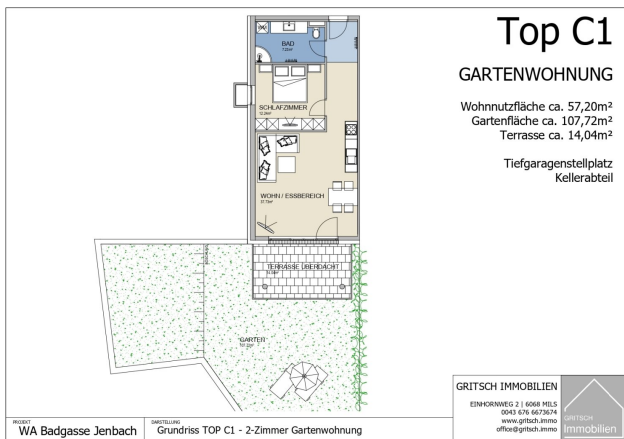 Top C1
GARTENWOHNUNG
Wohnnutzfläche ca. 57,20m²
Gartenfläche ca. 107,72m²
Terrasse ca. 14,04m²
Tiefgaragenstellplatz
Kellerabteil
BAD
SCHLAFZIMMER
WOHN / ESSBEREICH
TERRASSE ÜBERDACHT
GARTEN
GRITSCH IMMOBILIEN
EINHORNWEG 2 | 6068 MILS
0043 676 6673674
www.gritsch.immo
office@gritsch.immo
GRITSCH
Immobilien
PROJEKT
WA Badgasse Jenbach
DARSTELLUNG
Grundriss TOP C1 - 2-Zimmer Gartenwohnung